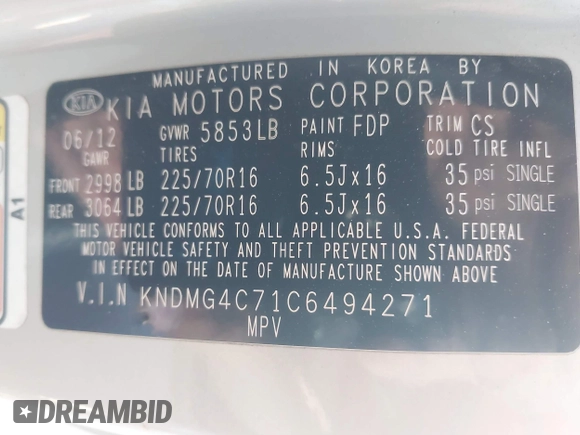 MANUFACTURED IN KOREA BY
KIA KIA MOTORS CORPORATION
06/12 GVWR 5853LB PAINT FDP TRIM CS
GAWR TIRES RIMS COLD TIRE INFL
FRONT 2998 LB 225/70R16 6.5Jx16 35 psi SINGLE
REAR 3064 LB 225/70R16 6.5Jx16 35 psi SINGLE
THIS VEHICLE CONFORMS TO ALL APPLICABLE U.S.A. FEDERAL
MOTOR VEHICLE SAFETY AND THEFT PREVENTION STANDARDS
IN EFFECT ON THE DATE OF MANUFACTURE SHOWN ABOVE
V.I.N KNDMG4C71C6494271
MPV
A1
DREAMBID